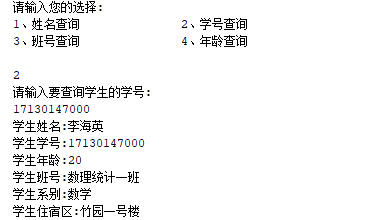 请输入您的选择:
1、姓名查询 2、学号查询
3、班号查询 4、年龄查询
2
请输入要查询学生的学号:
17130147000
学生姓名:李海英
学生学号:17130147000
学生年龄:20
学生班号:数理统计一班
学生系别:数学
学生住宿区:竹园一号楼